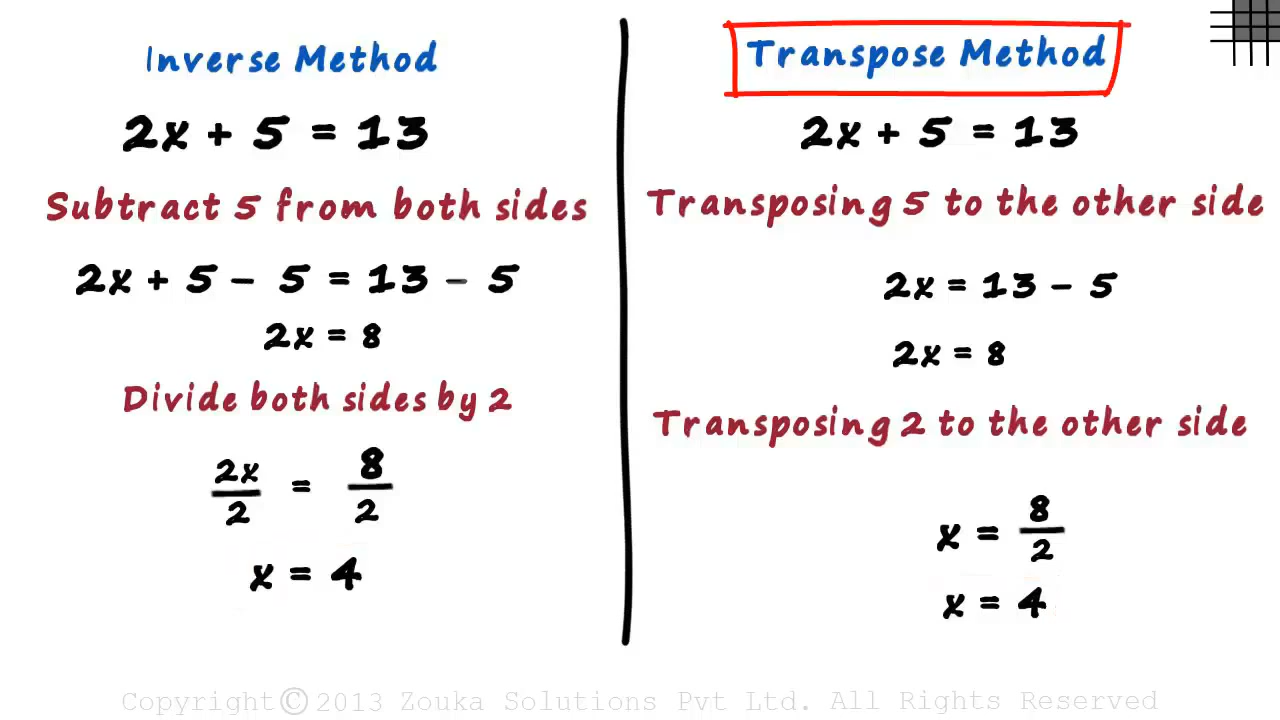 Inverse Method
2x + 5 = 13
Subtract 5 from both sides
2x + 5 - 5 = 13 - 5
2x = 8
Divide both sides by 2
2x/2 = 8/2
x = 4
Transpose Method
2x + 5 = 13
Transposing 5 to the other side
2x = 13 - 5
2x = 8
Transposing 2 to the other side
x = 8/2
x = 4
Copyright© 2013 Zouka Solutions Pvt Ltd. All Rights Reserved